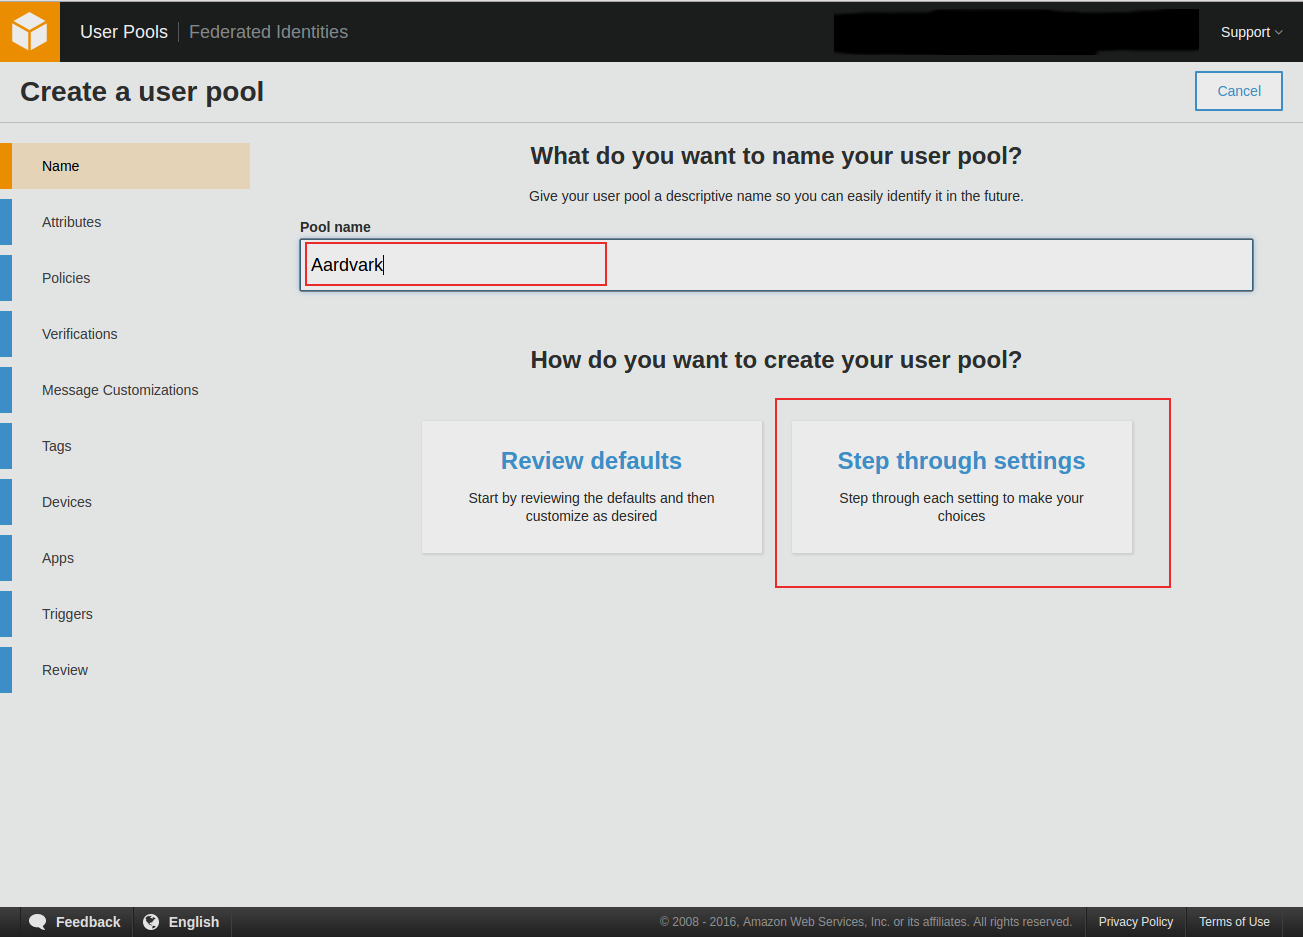 User Pools
Federated Identities
Support
Create a user pool
Cancel
Name
Attributes
Policies
Verifications
Message Customizations
Tags
Devices
Apps
Triggers
Review
What do you want to name your user pool?
Give your user pool a descriptive name so you can easily identify it in the future.
Pool name
Aardvark
How do you want to create your user pool?
Review defaults
Start by reviewing the defaults and then
customize as desired
Step through settings
Step through each setting to make your
choices
Feedback
English
© 2008 - 2016, Amazon Web Services, Inc. or its affiliates. All rights reserved.
Privacy Policy
Terms of Use